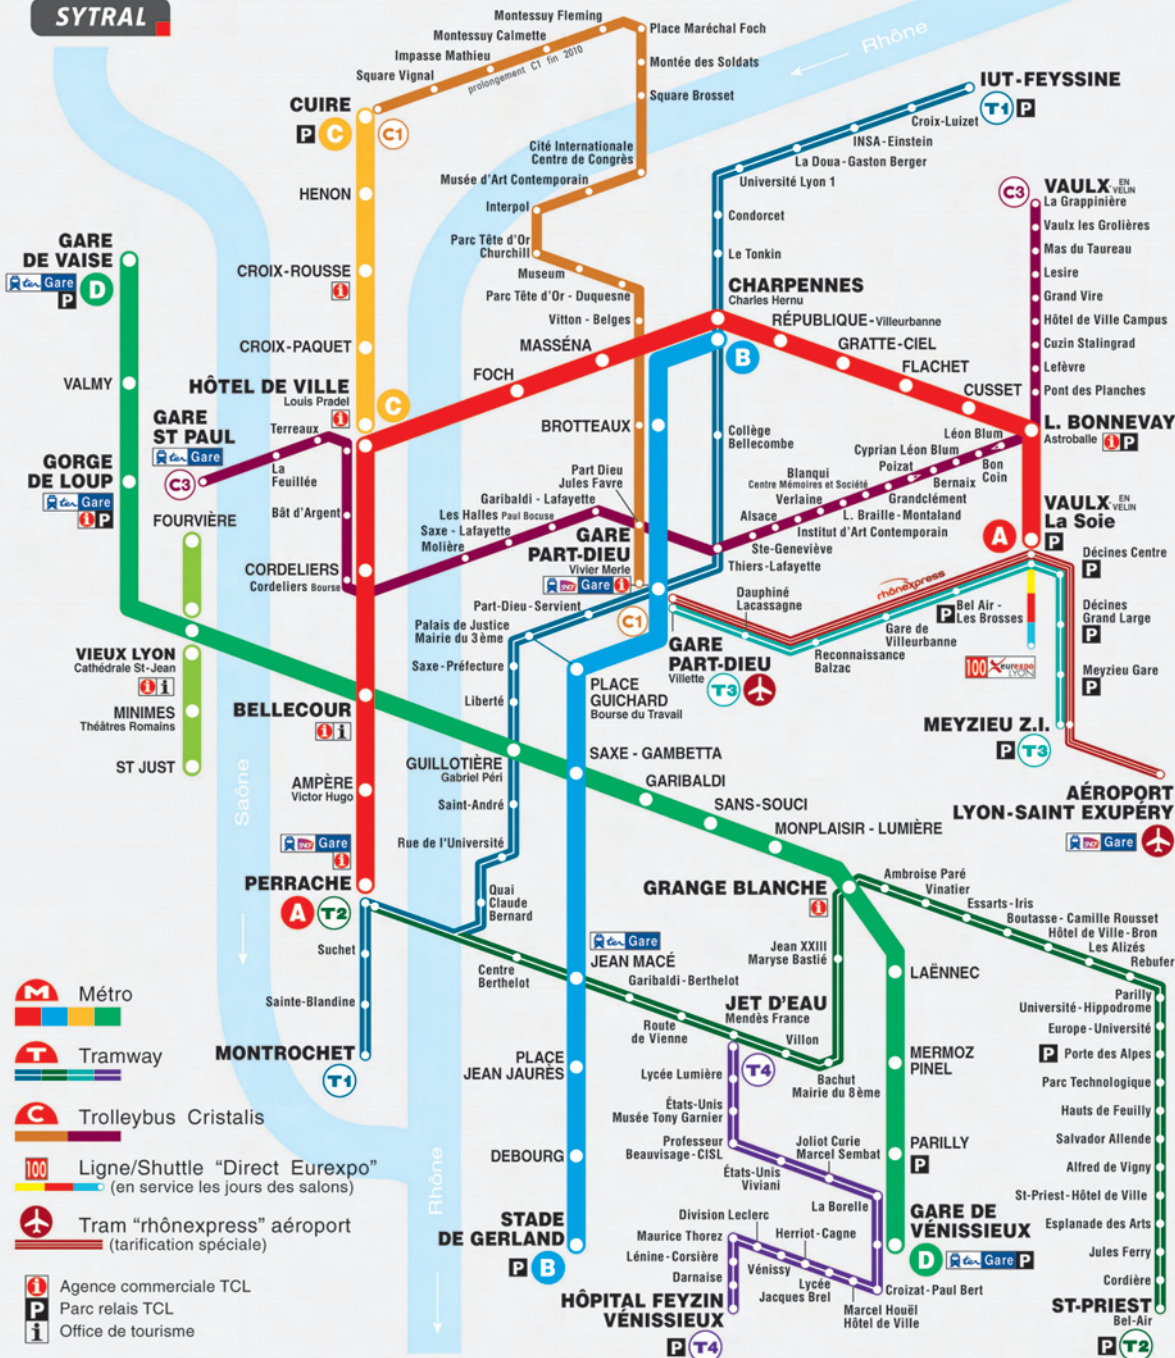 SYTRAL
Montessuy Fleming
Montessuy Calmette
Impasse Mathieu
Square Vignal
prolongement C1 fin 2010
Place Maréchal Foch
Montée des Soldats
Square Brosset
Rhône
CUIRE
P C
C1
IUT-FEYSSINE
T1 P
Croix-Luizet
INSA-Einstein
La Doua-Gaston Berger
Université Lyon 1
Cité Internationale
Centre de Congrès
Musée d'Art Contemporain
Interpol
Parc Tête d'Or
Churchill
Museum
Parc Tête d'Or - Duquesne
Vitton - Belges
Condorcet
Le Tonkin
CHARPENNES
Charles Hernu
B
C3
VAULX EN VELIN
La Grappinière
Vaulx les Grolières
Mas du Taureau
Lesire
Grand Vire
Hôtel de Ville Campus
Cuzin Stalingrad
Lefèvre
Pont des Planches
HENON
CROIX-ROUSSE
i
CROIX-PAQUET
HÔTEL DE VILLE
Louis Pradel
i
C
GARE
DE VAISE
ter Gare
P
D
VALMY
GORGE
DE LOUP
ter Gare
i P
GARE
ST PAUL
ter Gare
C3
Terreaux
La
Feuillée
Bât d'Argent
FOCH
MASSÉNA
RÉPUBLIQUE-Villeurbanne
GRATTE-CIEL
FLACHET
CUSSET
L. BONNEVAY
Astroballe i P
VAULX EN VELIN
La Soie
P
A
BROTTEAUX
Collège
Bellecombe
Part Dieu
Jules Favre
Garibaldi - Lafayette
Les Halles Paul Bocuse
Saxe - Lafayette
Molière
Léon Blum
Cyprian Léon Blum
Poizat
Blanqui
Centre Mémoires et Société
Verlaine
Alsace
Bon
Coin
Bernaix
Grandclément
L. Braille - Montaland
Institut d'Art Contemporain
Ste-Geneviève
Thiers-Lafayette
GARE
PART-DIEU
Vivier Merle
SNCF Gare i
C1
FOURVIÈRE
VIEUX LYON
Cathédrale St-Jean
i i
MINIMES
Théâtres Romains
ST JUST
CORDELIERS
Cordeliers Bourse
BELLECOUR
i i
AMPÈRE
Victor Hugo
SNCF Gare
i
PERRACHE
A T2
Part-Dieu - Servient
Palais de Justice
Mairie du 3ème
Saxe-Préfecture
Liberté
GUILLOTIÈRE
Gabriel Péri
Saint-André
Rue de l'Université
Quai
Claude
Bernard
PLACE
GUICHARD
Bourse du Travail
GARE
PART-DIEU
Villette
T3
Dauphiné
Lacassagne
rhônexpress
Reconnaissance
Balzac
Gare de
Villeurbanne
P Bel Air -
Les Brosses
100 eurexpo
LYON
Décines Centre
P
Décines
Grand Large
P
Meyzieu Gare
P
MEYZIEU Z.I.
P T3
AÉROPORT
LYON-SAINT EXUPÉRY
SNCF Gare
SAXE - GAMBETTA
GARIBALDI
SANS-SOUCI
MONPLAISIR - LUMIÈRE
GRANGE BLANCHE
i
Ambroise Paré
Vinatier
Essarts-Iris
Boutasse - Camille Rousset
Hôtel de Ville-Bron
Les Alizés
Rebufer
Parilly
Université-Hippodrome
Europe-Université
P Porte des Alpes
Parc Technologique
Hauts de Feuilly
Salvador Allende
Alfred de Vigny
St-Priest-Hôtel de Ville
Esplanade des Arts
Jules Ferry
Cordière
ST-PRIEST
Bel-Air
P T2
Saône
Suchet
Sainte-Blandine
MONTROCHET
T1
Centre
Berthelot
ter Gare
JEAN MACÉ
Garibaldi-Berthelot
Route
de Vienne
JET D'EAU
Mendès France
T4
Villon
Bachut
Mairie du 8ème
Jean XXIII
Maryse Bastié
LAËNNEC
MERMOZ
PINEL
PARILLY
P
GARE DE
VÉNISSIEUX
D ter Gare P
PLACE
JEAN JAURÈS
DEBOURG
STADE
DE GERLAND
P B
Rhône
Lycée Lumière
États-Unis
Musée Tony Garnier
Professeur
Beauvisage-CISL
États-Unis
Viviani
Joliot Curie
Marcel Sembat
La Borelle
Croizat-Paul Bert
Marcel Houël
Hôtel de Ville
Lycée
Jacques Brel
Herriot-Cagne
Vénissy
Division Leclerc
Maurice Thorez
Lénine-Corsière
Darnaise
HÔPITAL FEYZIN
VÉNISSIEUX
P T4
M Métro
T Tramway
C Trolleybus Cristalis
100 Ligne/Shuttle "Direct Eurexpo"
(en service les jours des salons)
Tram "rhônexpress" aéroport
(tarification spéciale)
i Agence commerciale TCL
P Parc relais TCL
i Office de tourisme